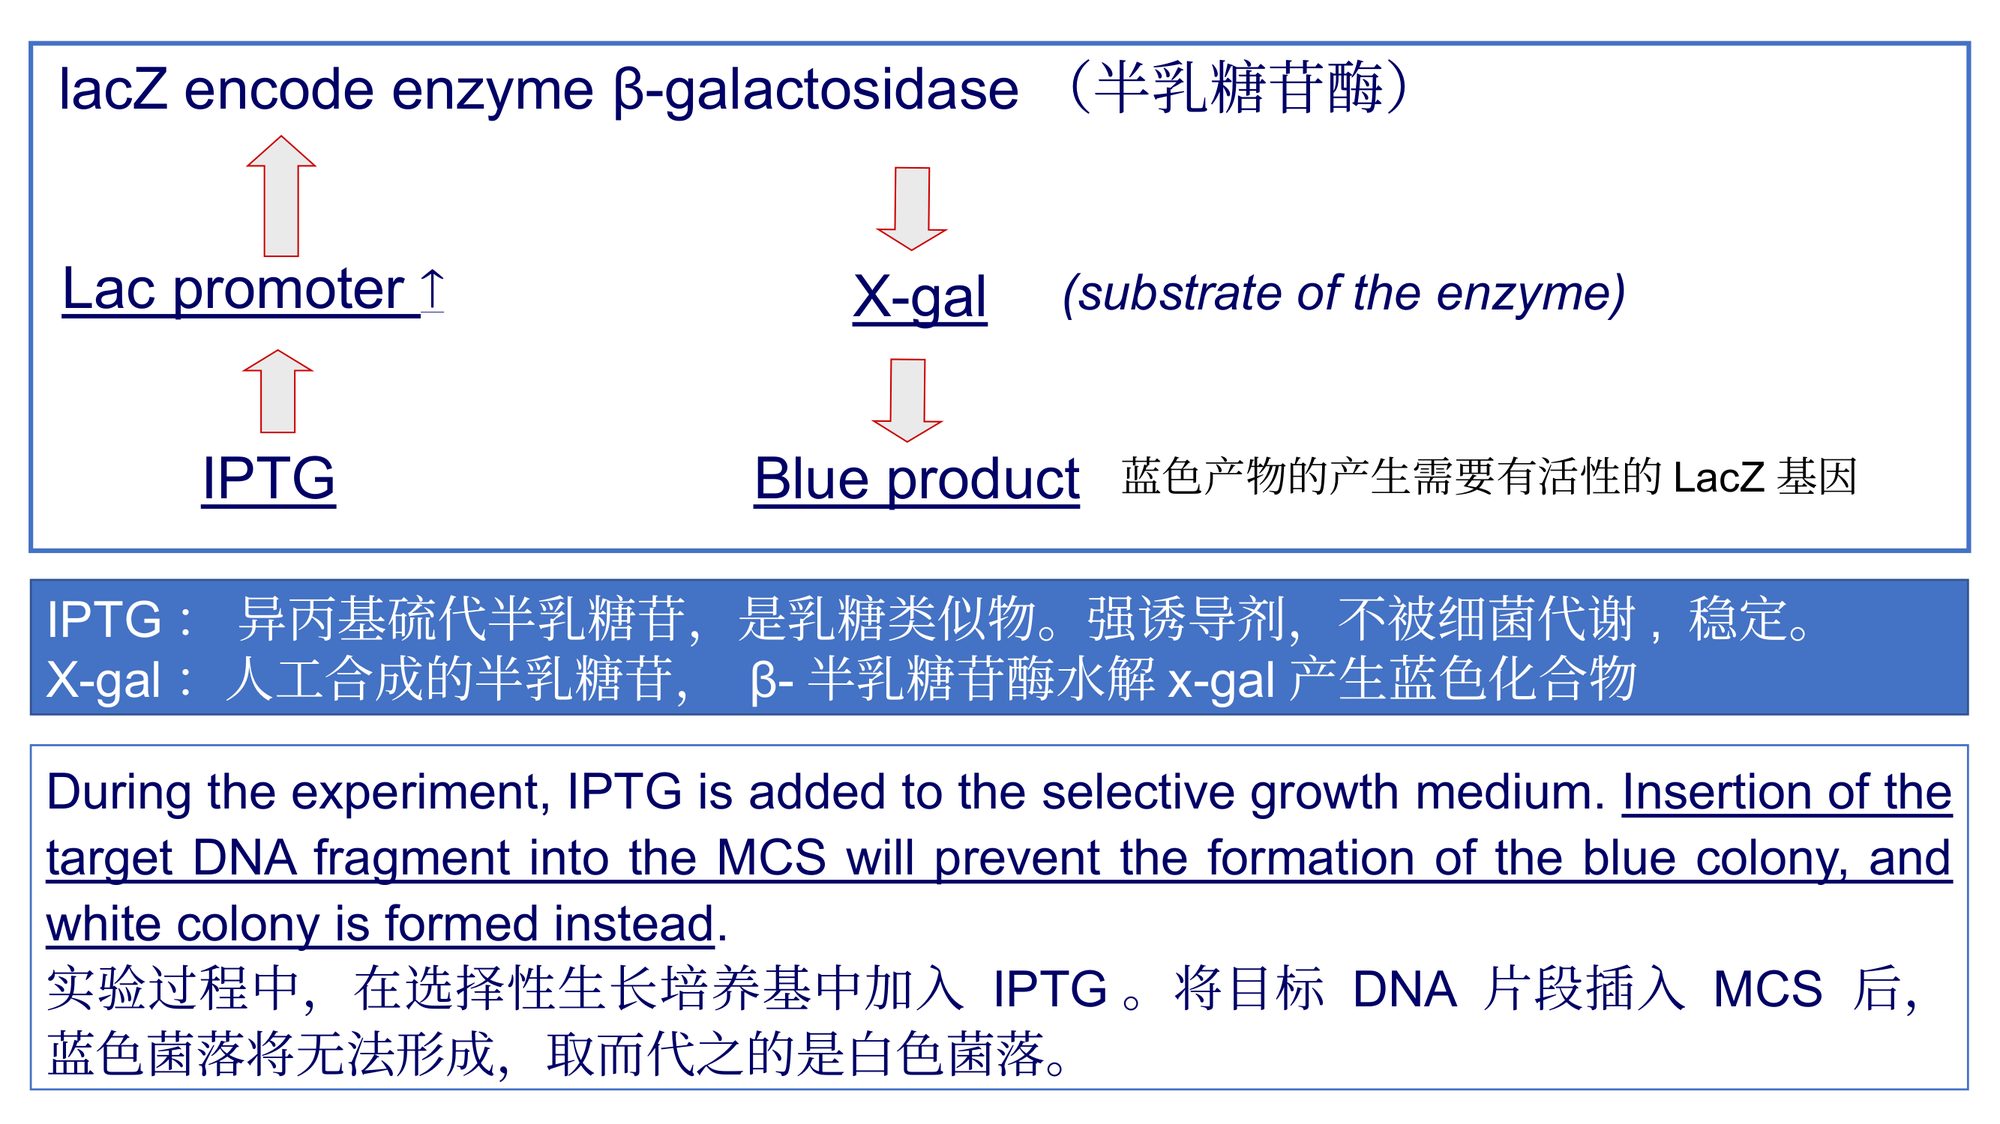 lacZ encode enzyme β-galactosidase （半乳糖苷酶）
Lac promoter ↑
X-gal (substrate of the enzyme)
IPTG
Blue product 蓝色产物的产生需要有活性的 LacZ 基因
IPTG： 异丙基硫代半乳糖苷，是乳糖类似物。强诱导剂，不被细菌代谢，稳定。
X-gal：人工合成的半乳糖苷， β- 半乳糖苷酶水解 x-gal 产生蓝色化合物
During the experiment, IPTG is added to the selective growth medium. Insertion of the
target DNA fragment into the MCS will prevent the formation of the blue colony, and
white colony is formed instead.
实验过程中，在选择性生长培养基中加入 IPTG 。将目标 DNA 片段插入 MCS 后，
蓝色菌落将无法形成，取而代之的是白色菌落。